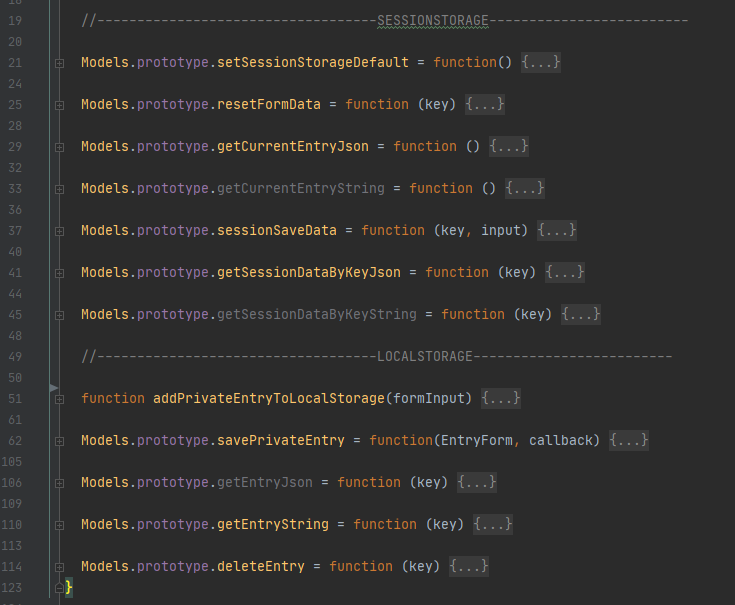 19 //-----------------------------------SESSIONSTORAGE-------------------------
20
21 Models.prototype.setSessionStorageDefault = function() {...}
24
25 Models.prototype.resetFormData = function (key) {...}
28
29 Models.prototype.getCurrentEntryJson = function () {...}
32
33 Models.prototype.getCurrentEntryString = function () {...}
36
37 Models.prototype.sessionSaveData = function (key, input) {...}
40
41 Models.prototype.getSessionDataByKeyJson = function (key) {...}
44
45 Models.prototype.getSessionDataByKeyString = function (key) {...}
48
49 //-----------------------------------LOCALSTORAGE-------------------------
50
51 function addPrivateEntryToLocalStorage(formInput) {...}
61
62 Models.prototype.savePrivateEntry = function(EntryForm, callback) {...}
105
106 Models.prototype.getEntryJson = function (key) {...}
109
110 Models.prototype.getEntryString = function (key) {...}
113
114 Models.prototype.deleteEntry = function (key) {...}
123 }